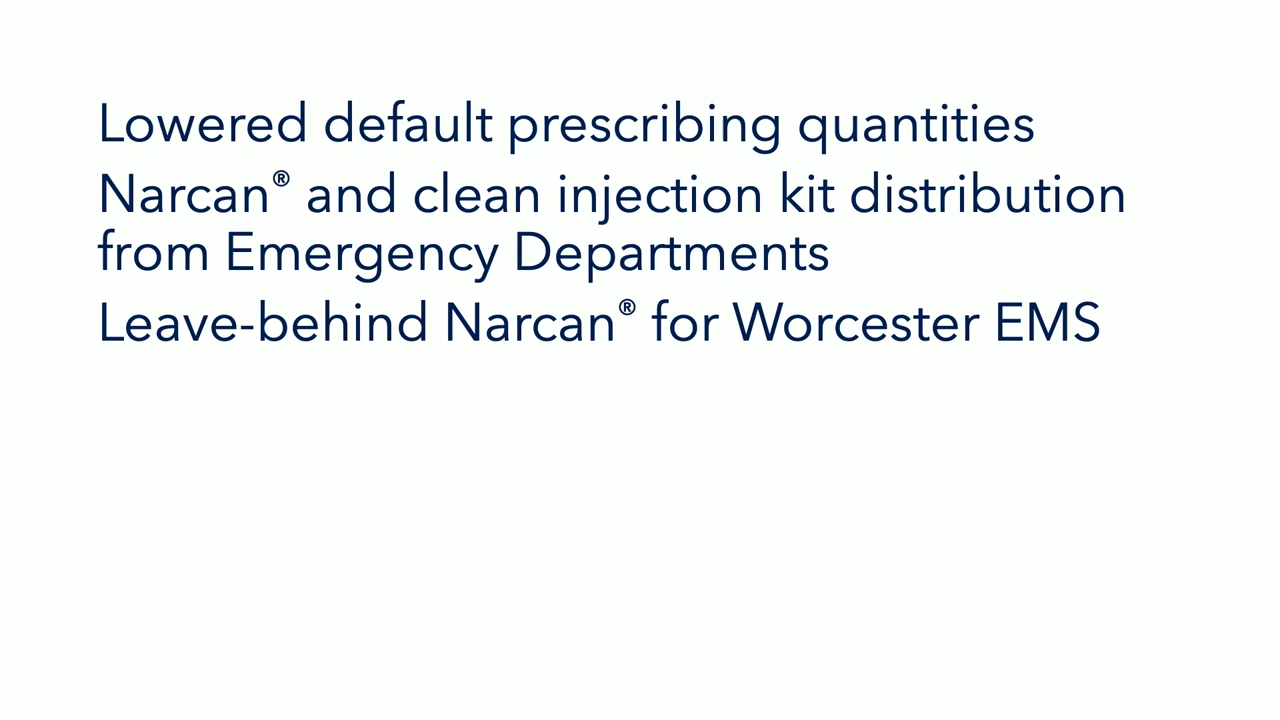 Lowered default prescribing quantities
Narcan® and clean injection kit distribution
from Emergency Departments
Leave-behind Narcan® for Worcester EMS